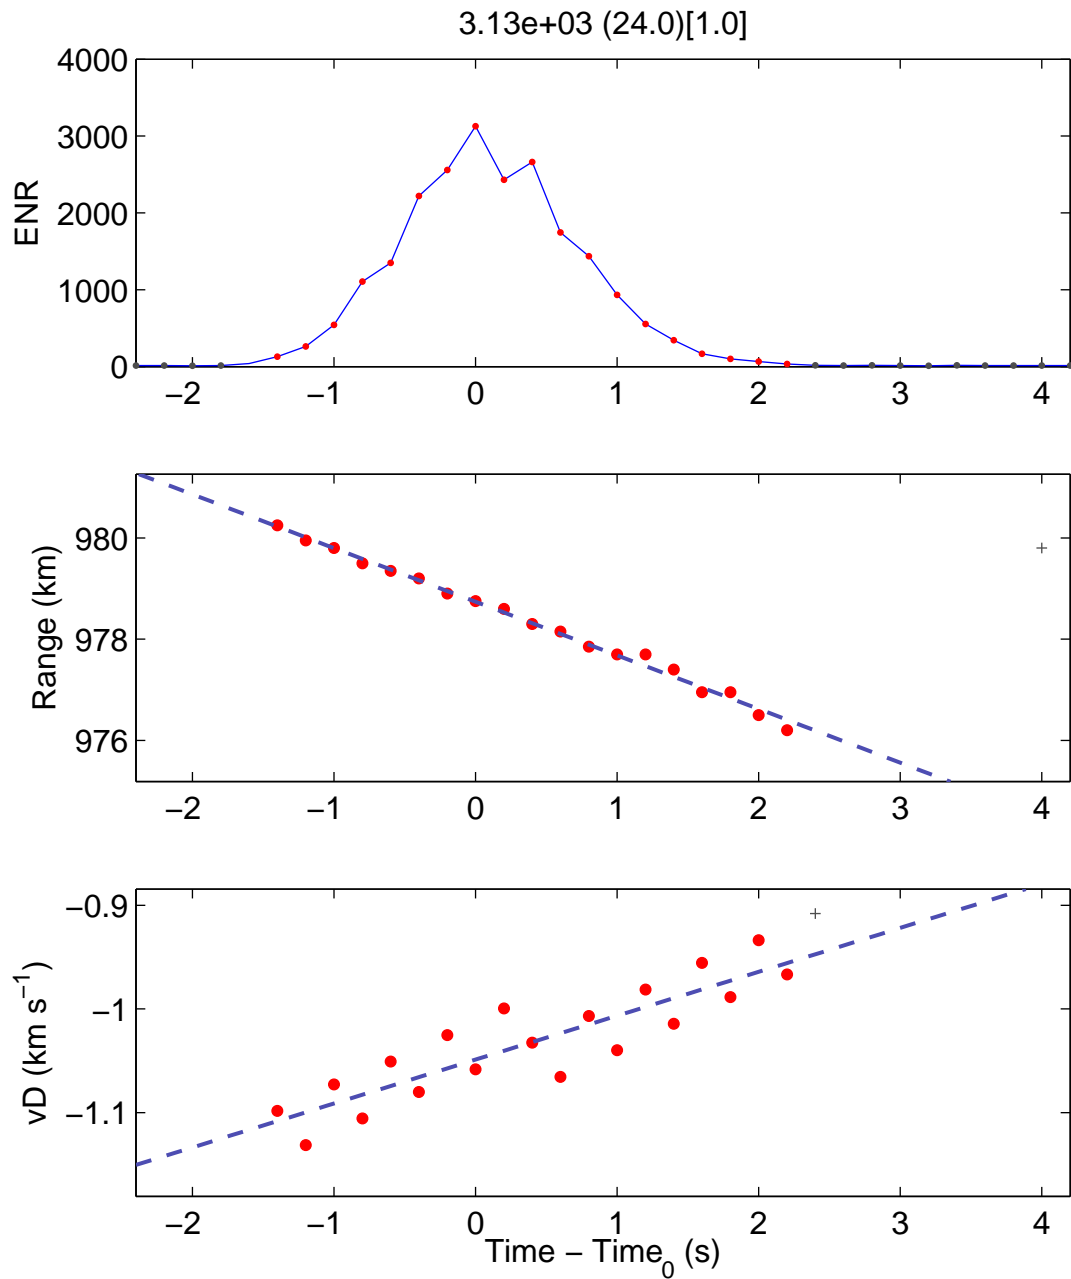 3.13e+03 (24.0)[1.0]
4000
3000
2000
1000
0
ENR
−2 −1 0 1 2 3 4
980
978
976
Range (km)
−2 −1 0 1 2 3 4
−0.9
−1
−1.1
vD (km s−1)
−2 −1 0 1 2 3 4
Time − Time0 (s)